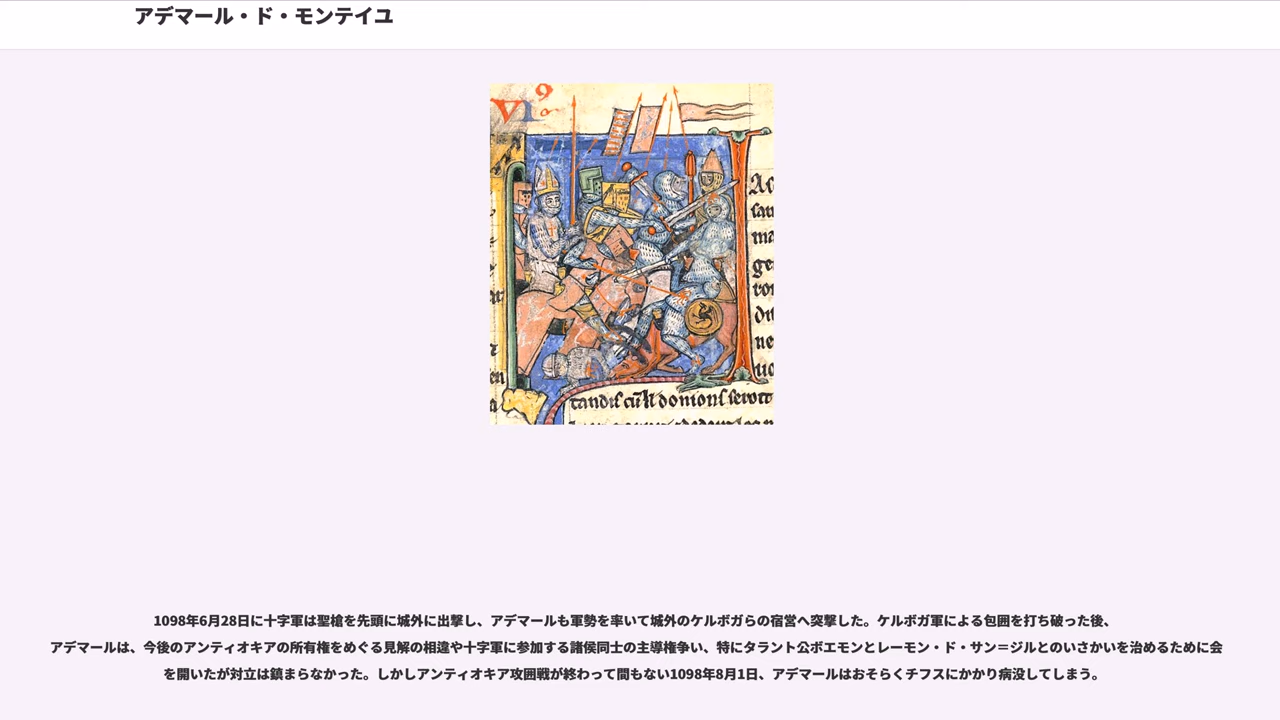 アデマール・ド・モンテイユ
VI
9
tandis
1098年6月28日に十字軍は聖槍を先頭に城外に出撃し、アデマールも軍勢を率いて城外のケルボガらの宿営へ突撃した。ケルボガ軍による包囲を打ち破った後、
アデマールは、今後のアンティオキアの所有権をめぐる見解の相違や十字軍に参加する諸侯同士の主導権争い、特にタラント公ボエモンとレーモン・ド・サン＝ジルとのいさかいを治めるために会
を開いたが対立は鎮まらなかった。しかしアンティオキア攻囲戦が終わって間もない1098年8月1日、アデマールはおそらくチフスにかかり病没してしまう。